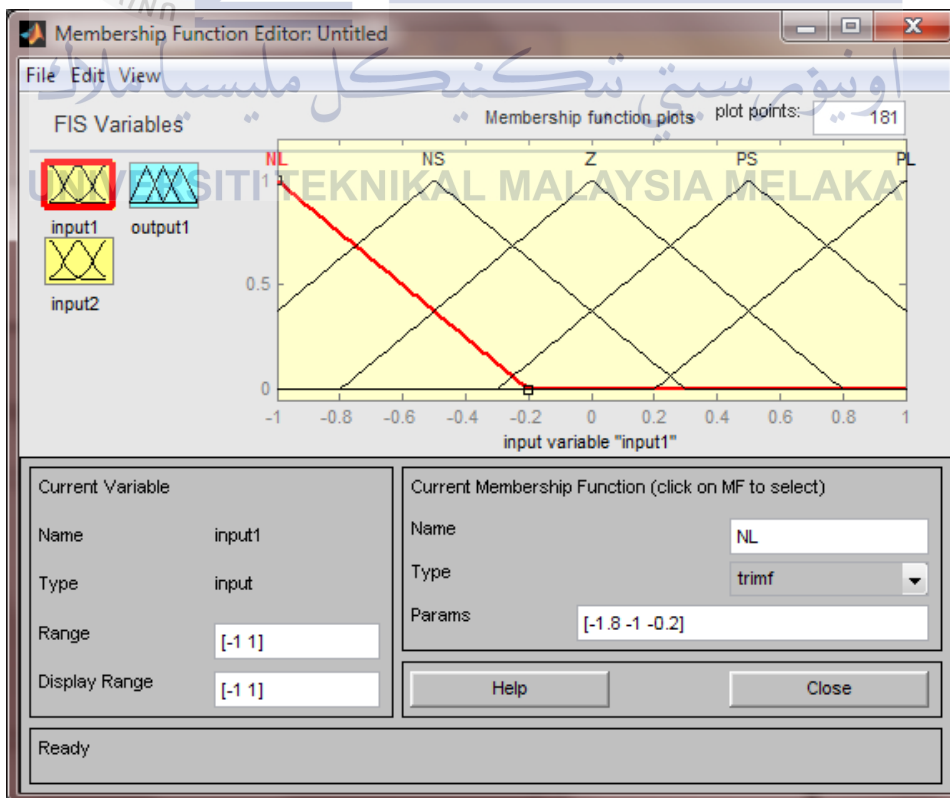 Membership Function Editor: Untitled
File Edit View
اونيورسيتي تيكنيكل مليسيا ملاك
UNIVERSITI TEKNIKAL MALAYSIA MELAKA
FIS Variables
input1 output1
input2
Membership function plots plot points: 181
NL NS Z PS PL
1
0.5
0
-1 -0.8 -0.6 -0.4 -0.2 0 0.2 0.4 0.6 0.8 1
input variable "input1"
Current Variable
Name input1
Type input
Range [-1 1]
Display Range [-1 1]
Current Membership Function (click on MF to select)
Name NL
Type trimf
Params [-1.8 -1 -0.2]
Help Close
Ready